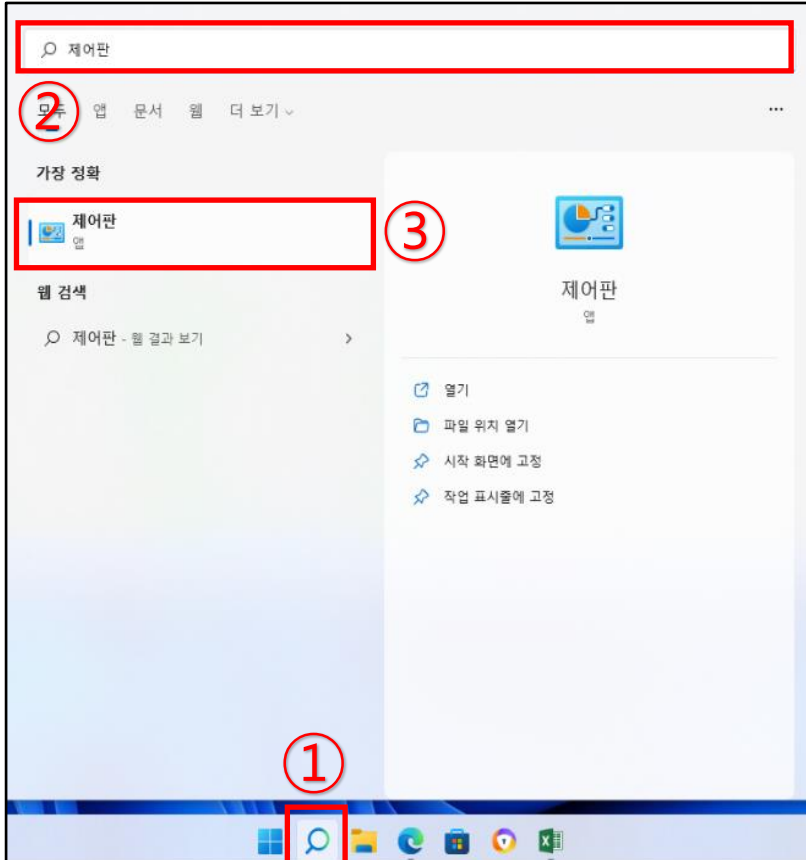 제어판
② 모두 앱 문서 웹 더 보기
가장 정확
제어판
앱
③
웹 검색
제어판 - 웹 결과 보기
제어판
앱
열기
파일 위치 열기
시작 화면에 고정
작업 표시줄에 고정
①